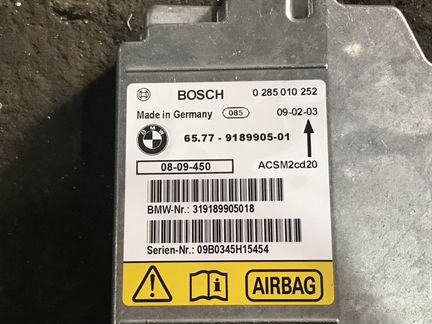 BOSCH 0 285 010 252
Made in Germany 085 09-02-03
BMW 65.77 - 9189905-01
08-09-450 ACSM2cd20
BMW-Nr.: 319189905018
Serien-Nr.: 09B0345H15454
AIRBAG